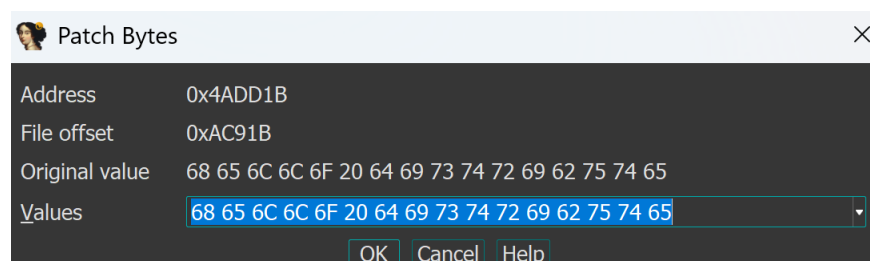 Patch Bytes
Address 0x4ADD1B
File offset 0xAC91B
Original value 68 65 6C 6C 6F 20 64 69 73 74 72 69 62 75 74 65
Values 68 65 6C 6C 6F 20 64 69 73 74 72 69 62 75 74 65
OK Cancel Help